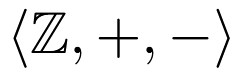 ⟨ℤ, +, −⟩